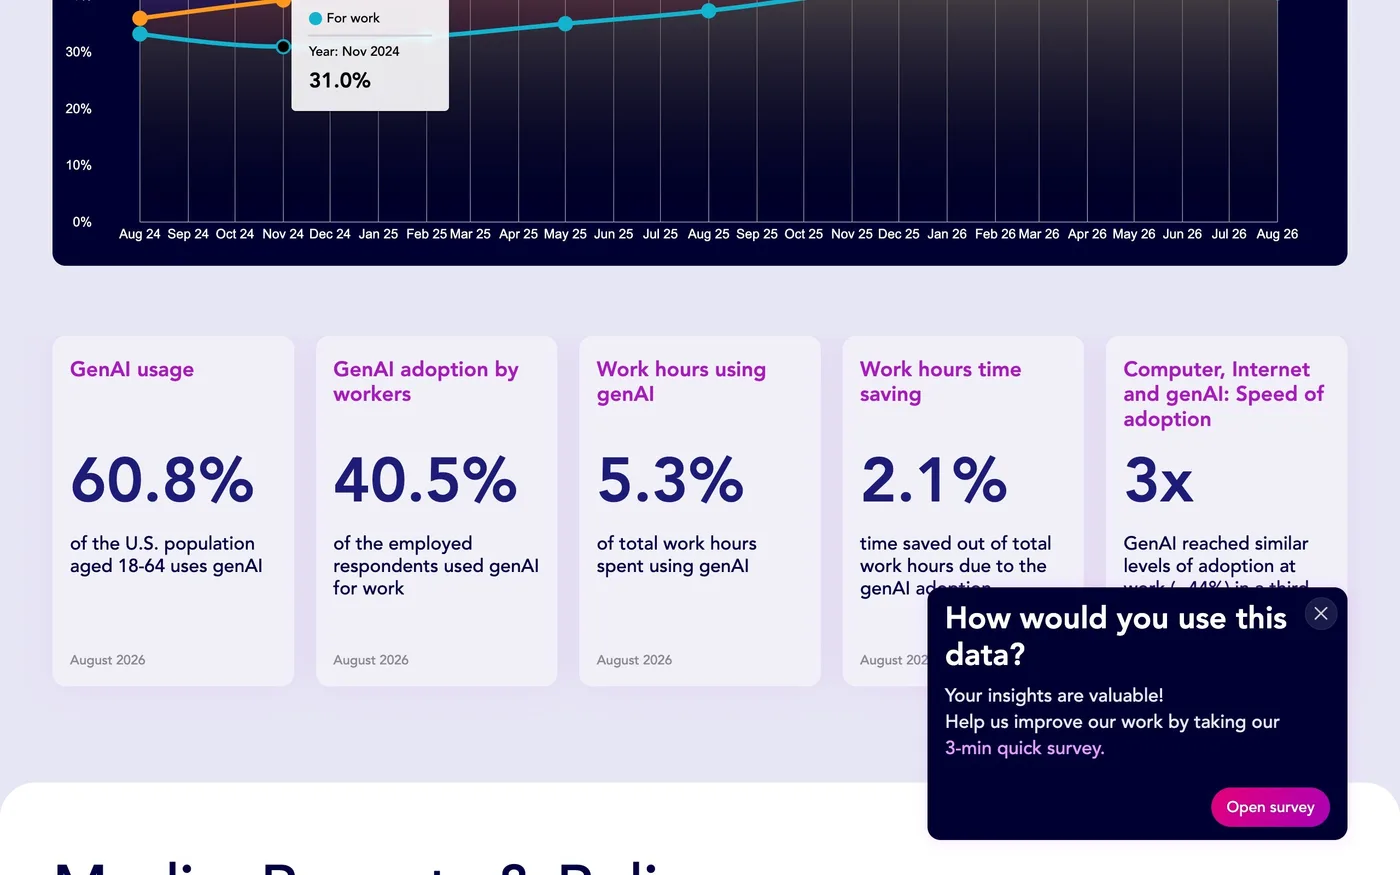 For work
30%
Year: Nov 2024
31.0%
20%
10%
0%
Aug 24 Sep 24 Oct 24 Nov 24 Dec 24 Jan 25 Feb 25 Mar 25 Apr 25 May 25 Jun 25 Jul 25 Aug 25 Sep 25 Oct 25 Nov 25 Dec 25 Jan 26 Feb 26 Mar 26 Apr 26 May 26 Jun 26 Jul 26 Aug 26
GenAI usage
60.8%
of the U.S. population
aged 18-64 uses genAI
August 2026
GenAI adoption by
workers
40.5%
of the employed
respondents used genAI
for work
August 2026
Work hours using
genAI
5.3%
of total work hours
spent using genAI
August 2026
Work hours time
saving
2.1%
time saved out of total
work hours due to the
genAI adoption
August 202
Computer, Internet
and genAI: Speed of
adoption
3x
GenAI reached similar
levels of adoption at
work (~44%) in a third
How would you use this
data?
Your insights are valuable!
Help us improve our work by taking our
3-min quick survey.
Open survey